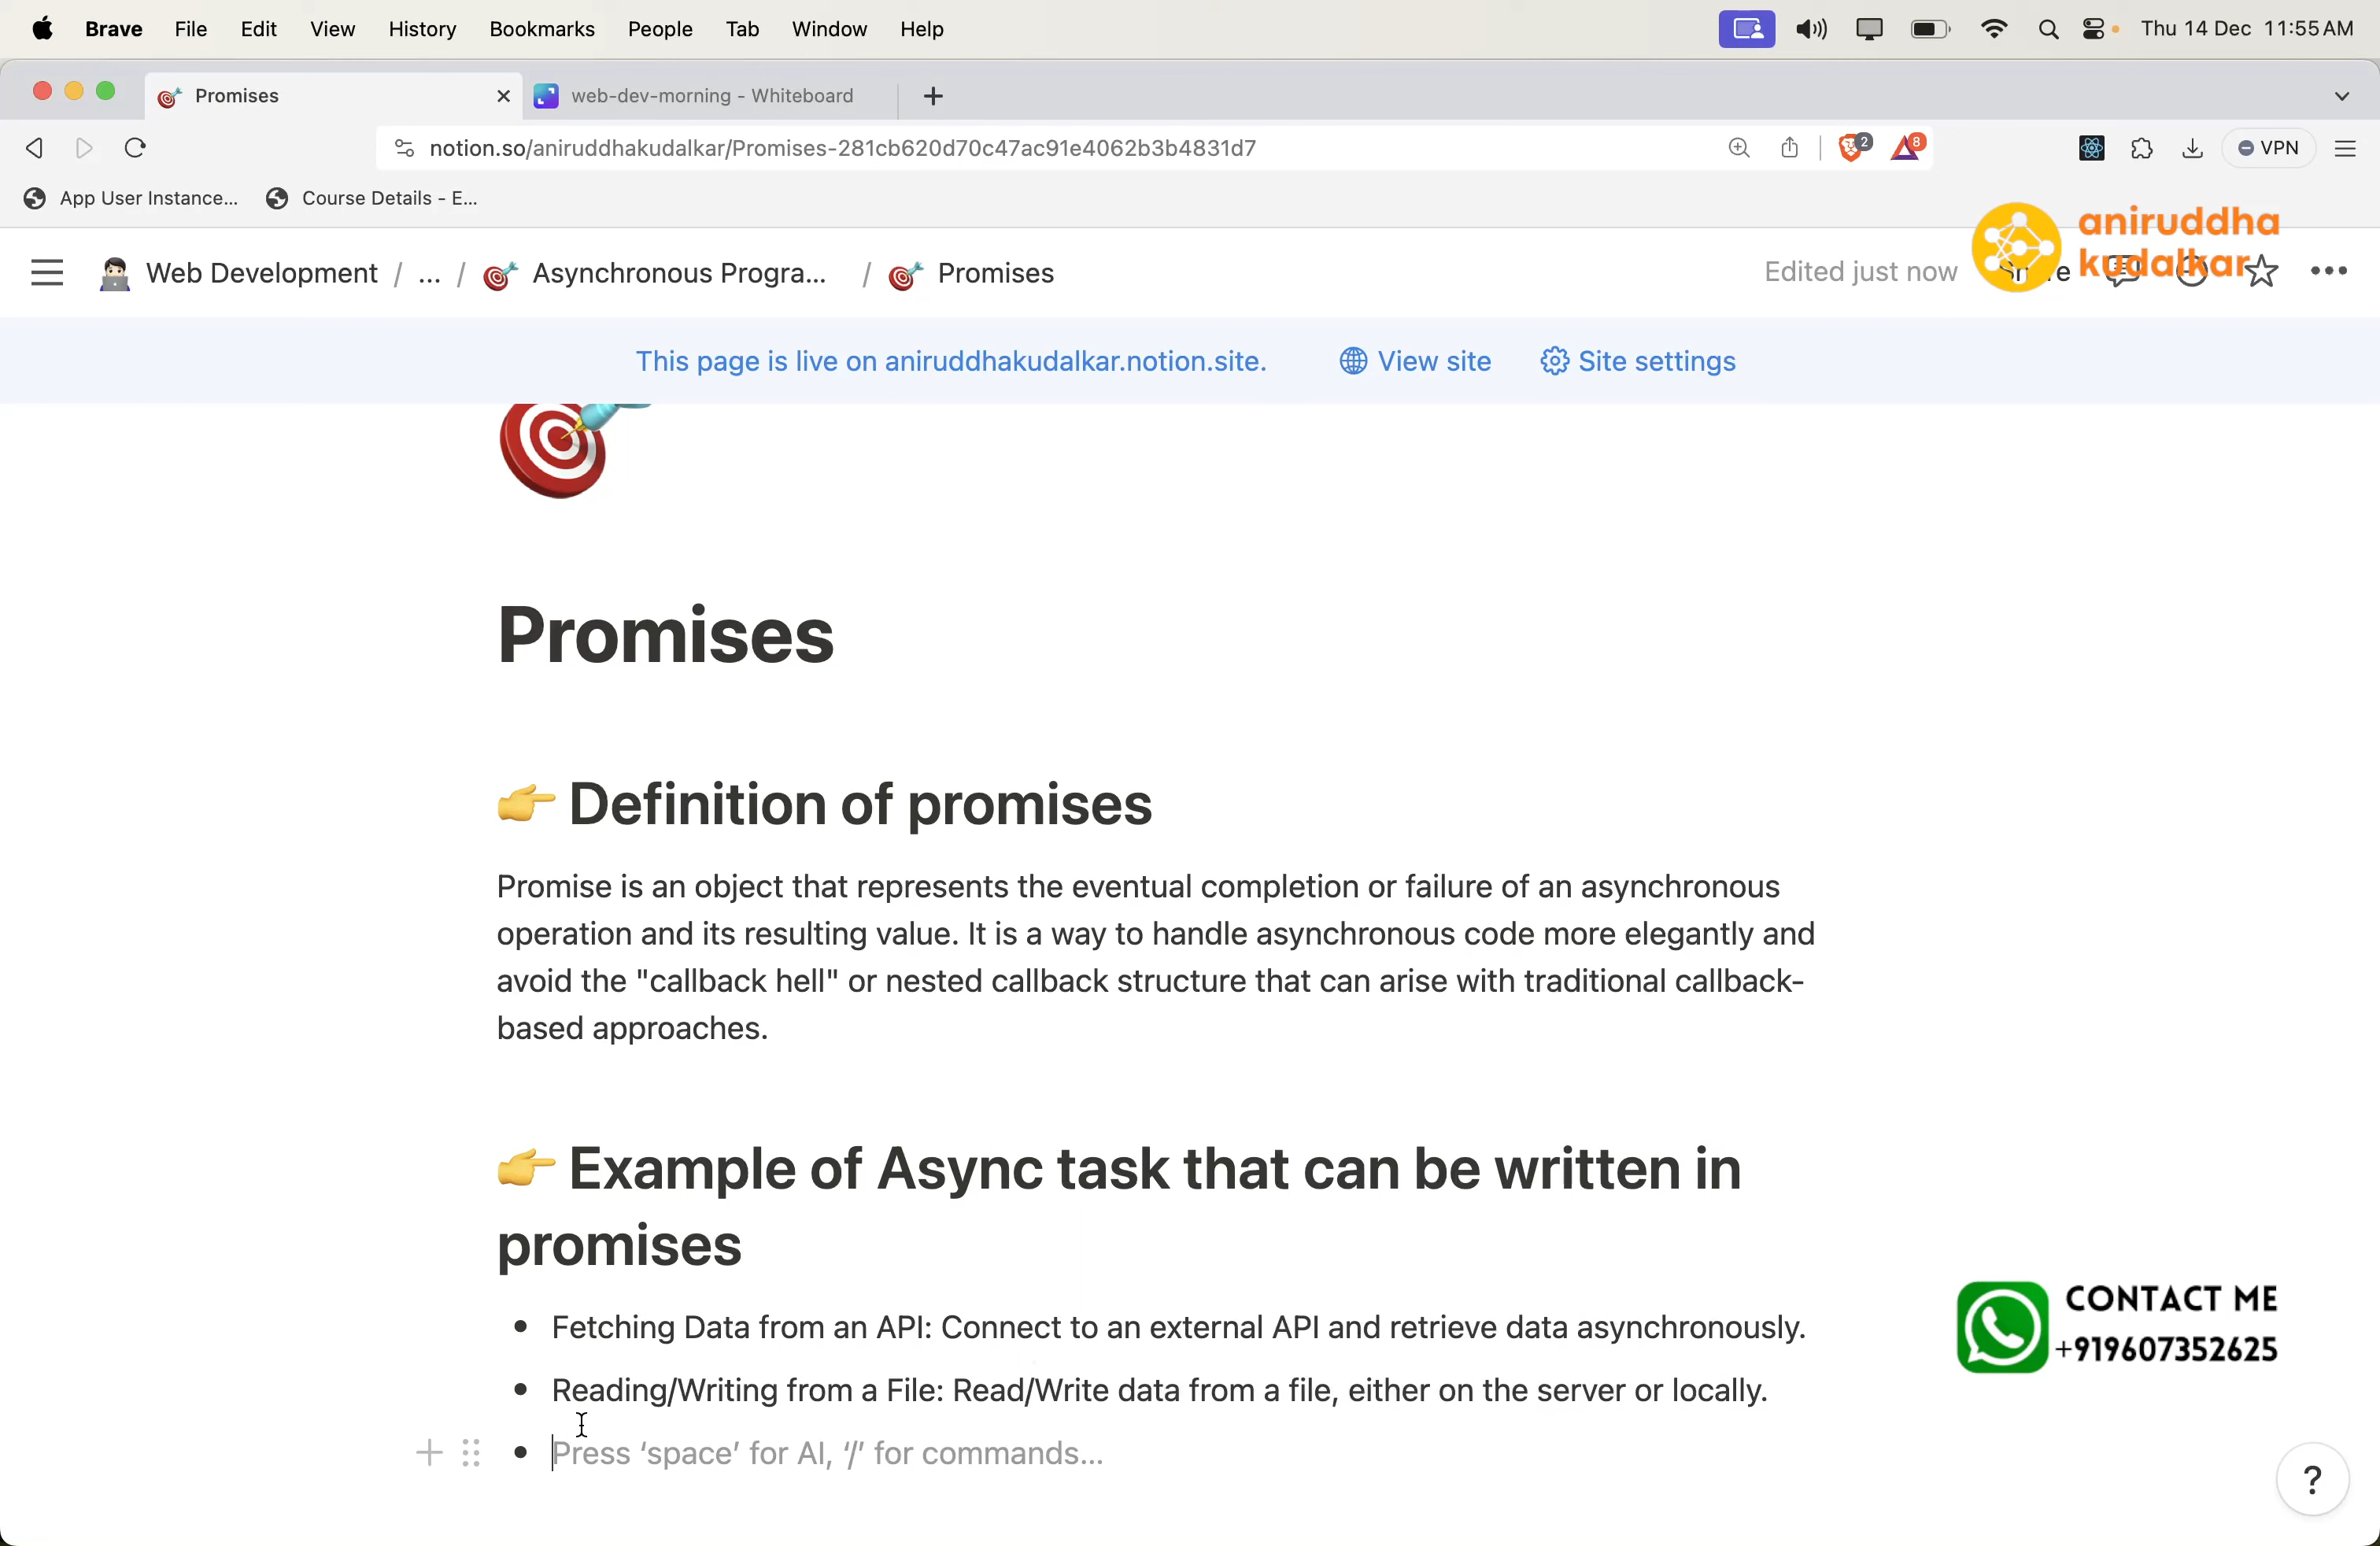 Brave File Edit View History Bookmarks People Tab Window Help Thu 14 Dec 11:55 AM
Promises web-dev-morning - Whiteboard
notion.so/aniruddhakudalkar/Promises-281cb620d70c47ac91e4062b3b4831d7 2 8 VPN
App User Instance... Course Details - E...
aniruddha
kudalkar
Web Development / ... / Asynchronous Progra... / Promises Edited just now
This page is live on aniruddhakudalkar.notion.site. View site Site settings
Promises
Definition of promises
Promise is an object that represents the eventual completion or failure of an asynchronous
operation and its resulting value. It is a way to handle asynchronous code more elegantly and
avoid the "callback hell" or nested callback structure that can arise with traditional callback-
based approaches.
Example of Async task that can be written in
promises
• Fetching Data from an API: Connect to an external API and retrieve data asynchronously.
• Reading/Writing from a File: Read/Write data from a file, either on the server or locally.
• Press ‘space’ for AI, ‘/’ for commands...
CONTACT ME
+919607352625
?